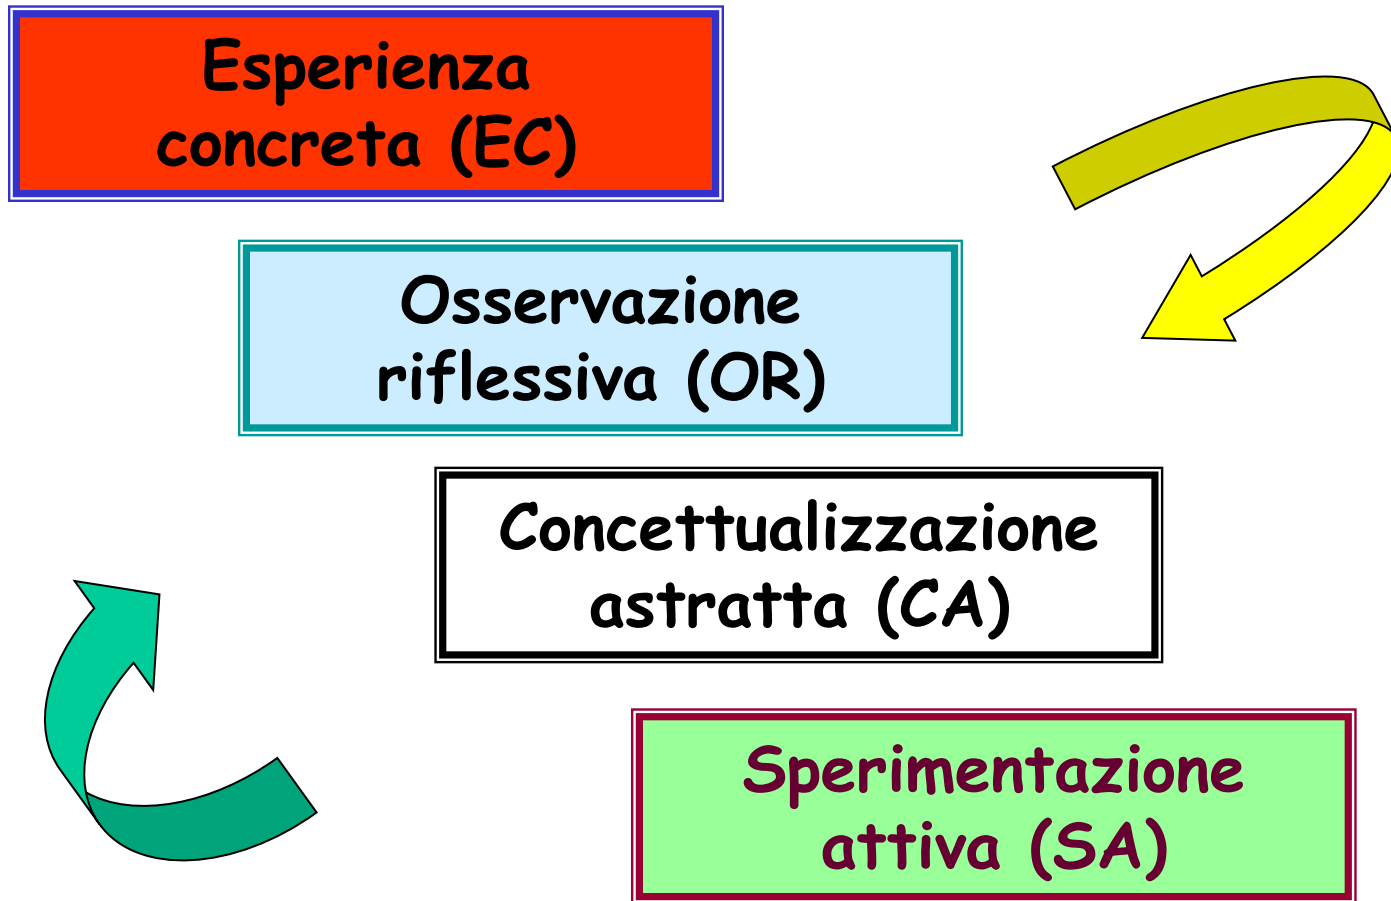 Esperienza
concreta (EC)
Osservazione
riflessiva (OR)
Concettualizzazione
astratta (CA)
Sperimentazione
attiva (SA)